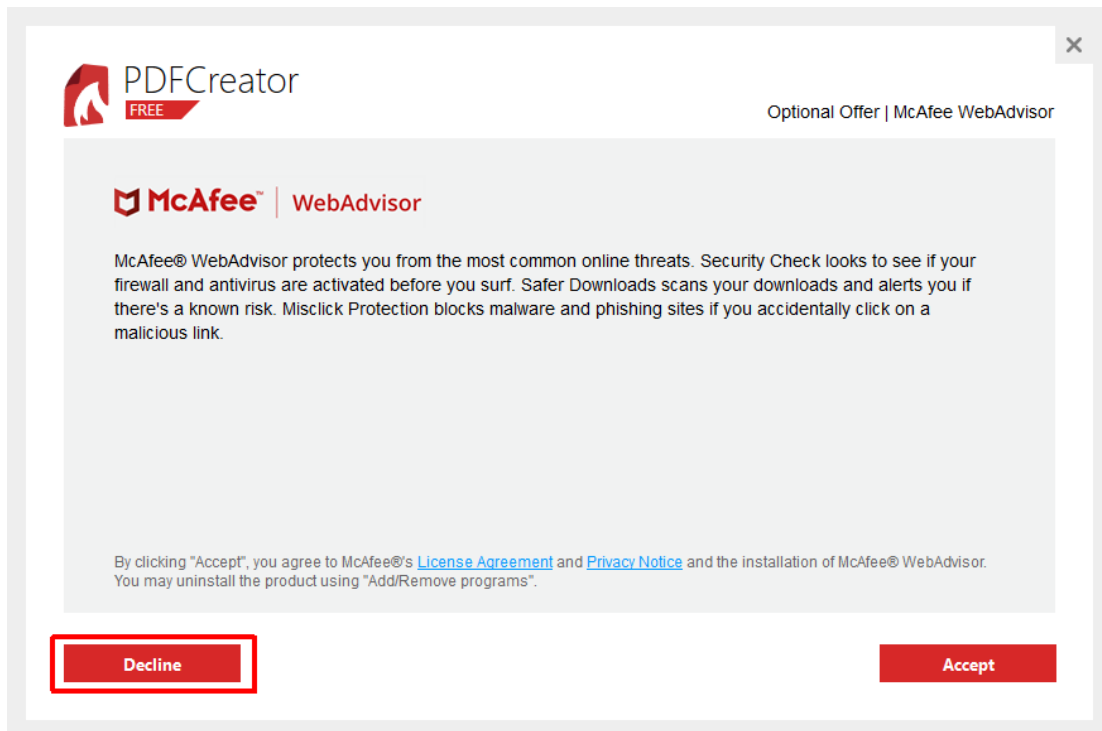 PDFCreator
FREE
Optional Offer | McAfee WebAdvisor
McAfee™ | WebAdvisor
McAfee® WebAdvisor protects you from the most common online threats. Security Check looks to see if your
firewall and antivirus are activated before you surf. Safer Downloads scans your downloads and alerts you if
there's a known risk. Misclick Protection blocks malware and phishing sites if you accidentally click on a
malicious link.
By clicking "Accept", you agree to McAfee®'s License Agreement and Privacy Notice and the installation of McAfee® WebAdvisor.
You may uninstall the product using "Add/Remove programs".
Decline
Accept